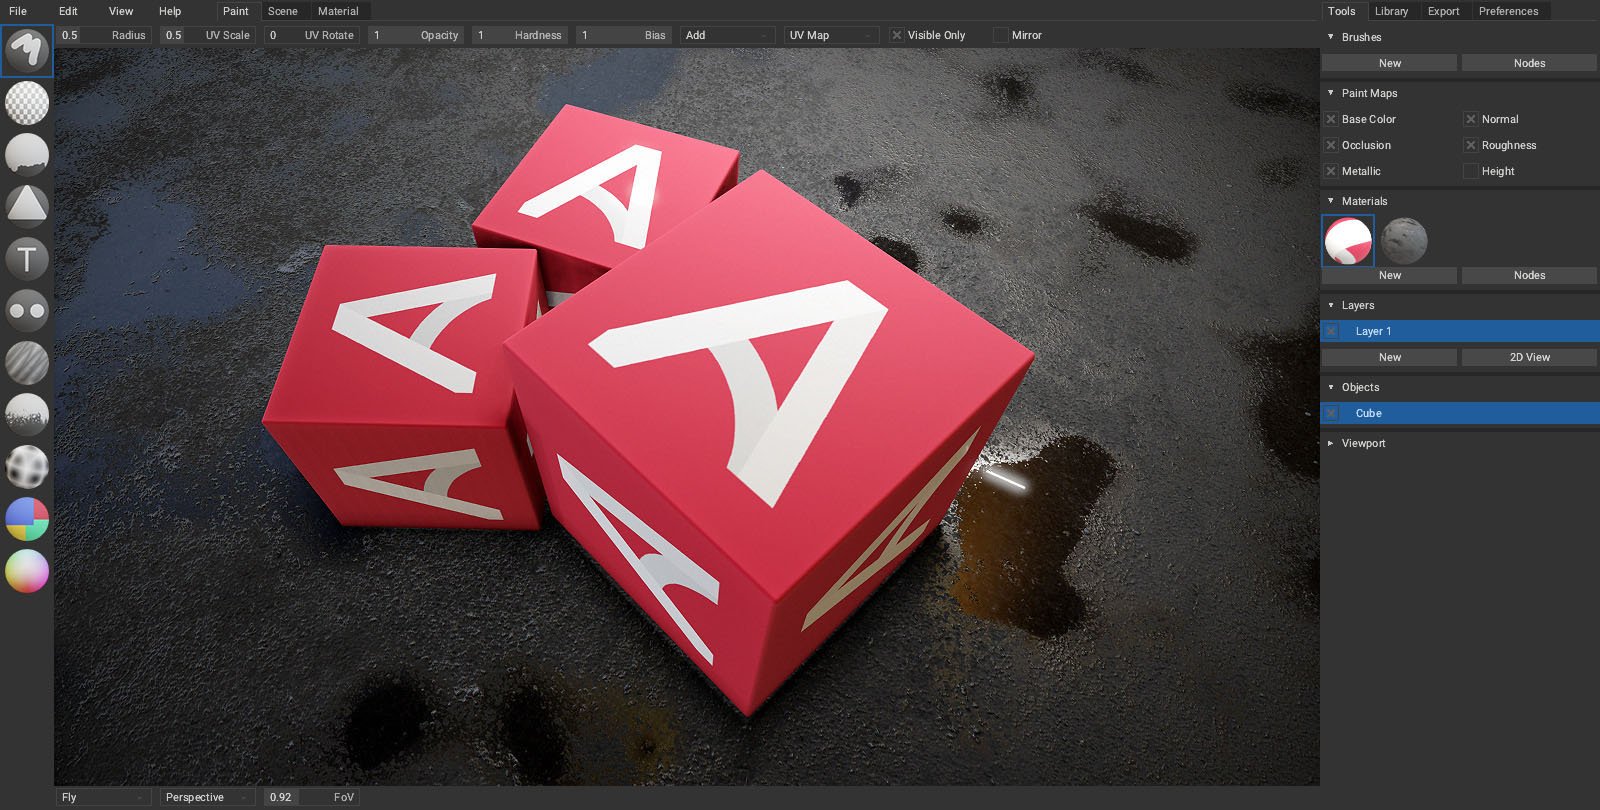 File Edit View Help Paint Scene Material
0.5 Radius 0.5 UV Scale 0 UV Rotate 1 Opacity 1 Hardness 1 Bias Add UV Map Visible Only Mirror
T
A
A
A
A
A
A
A
Fly Perspective 0.92 FoV
Tools Library Export Preferences
Brushes
New Nodes
Paint Maps
Base Color Normal
Occlusion Roughness
Metallic Height
Materials
New Nodes
Layers
Layer 1
New 2D View
Objects
Cube
Viewport